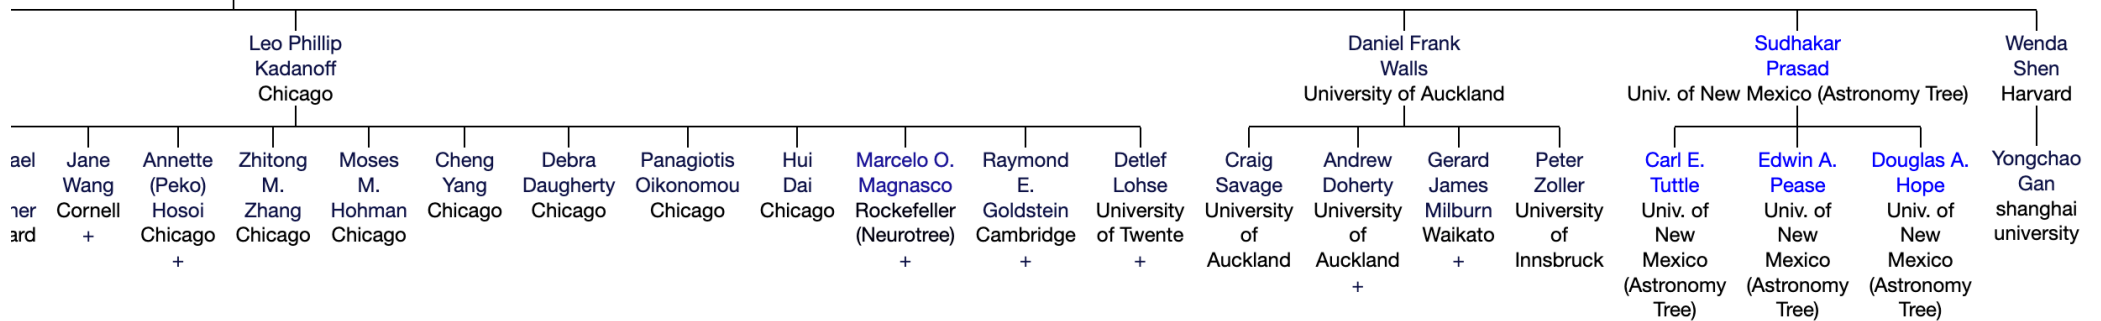 Leo Phillip
Kadanoff
Chicago
Daniel Frank
Walls
University of Auckland
Sudhakar
Prasad
Univ. of New Mexico (Astronomy Tree)
Wenda
Shen
Harvard
ael
ner
ard
Jane
Wang
Cornell
+
Annette
(Peko)
Hosoi
Chicago
+
Zhitong
M.
Zhang
Chicago
Moses
M.
Hohman
Chicago
Cheng
Yang
Chicago
Debra
Daugherty
Chicago
Panagiotis
Oikonomou
Chicago
Hui
Dai
Chicago
Marcelo O.
Magnasco
Rockefeller
(Neurotree)
+
Raymond
E.
Goldstein
Cambridge
+
Detlef
Lohse
University
of Twente
+
Craig
Savage
University
of
Auckland
Andrew
Doherty
University
of
Auckland
+
Gerard
James
Milburn
Waikato
+
Peter
Zoller
University
of
Innsbruck
Carl E.
Tuttle
Univ. of
New
Mexico
(Astronomy
Tree)
Edwin A.
Pease
Univ. of
New
Mexico
(Astronomy
Tree)
Douglas A.
Hope
Univ. of
New
Mexico
(Astronomy
Tree)
Yongchao
Gan
shanghai
university